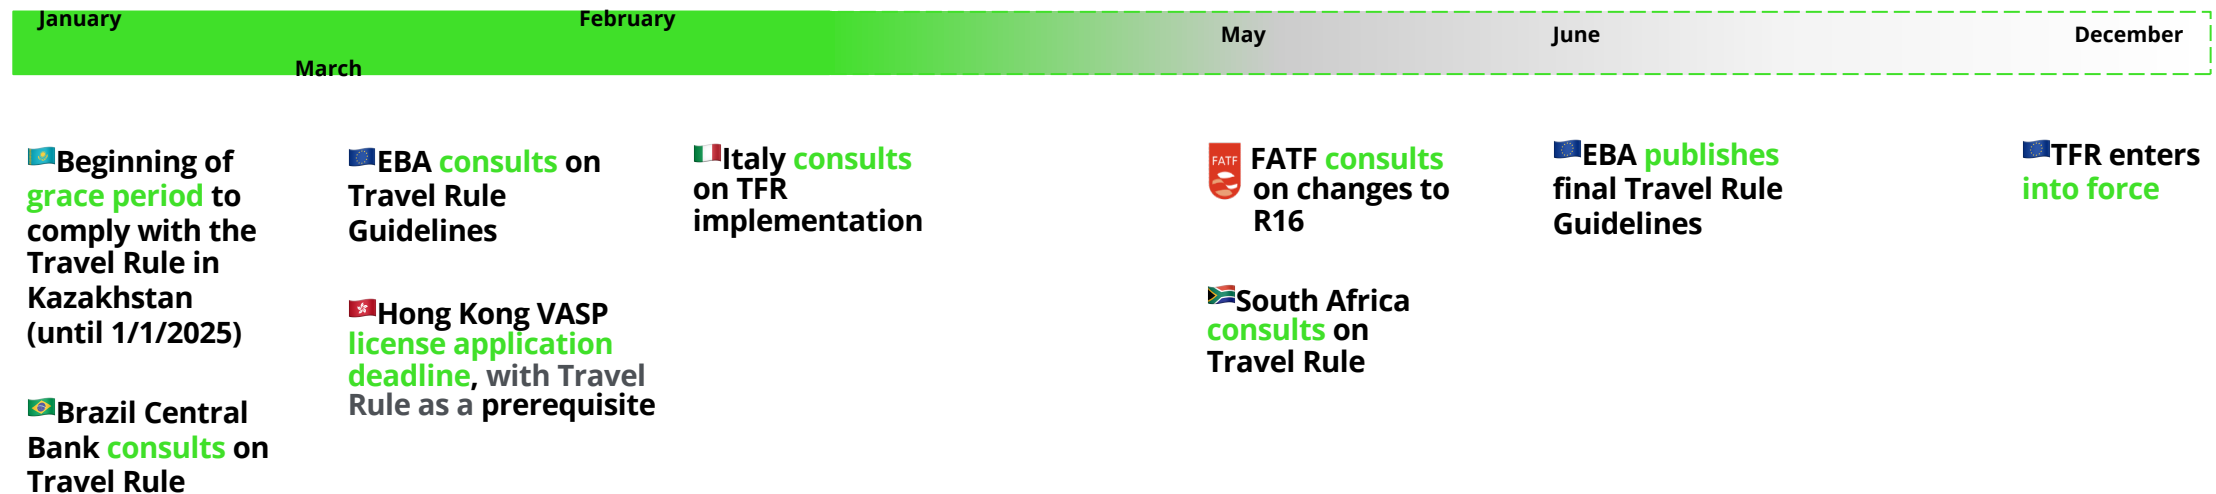 January
February
March
May
June
December
Beginning of
grace period to
comply with the
Travel Rule in
Kazakhstan
(until 1/1/2025)
Brazil Central
Bank consults on
Travel Rule
EBA consults on
Travel Rule
Guidelines
Hong Kong VASP
license application
deadline, with Travel
Rule as a prerequisite
Italy consults
on TFR
implementation
FATF
FATF consults
on changes to
R16
South Africa
consults on
Travel Rule
EBA publishes
final Travel Rule
Guidelines
TFR enters
into force